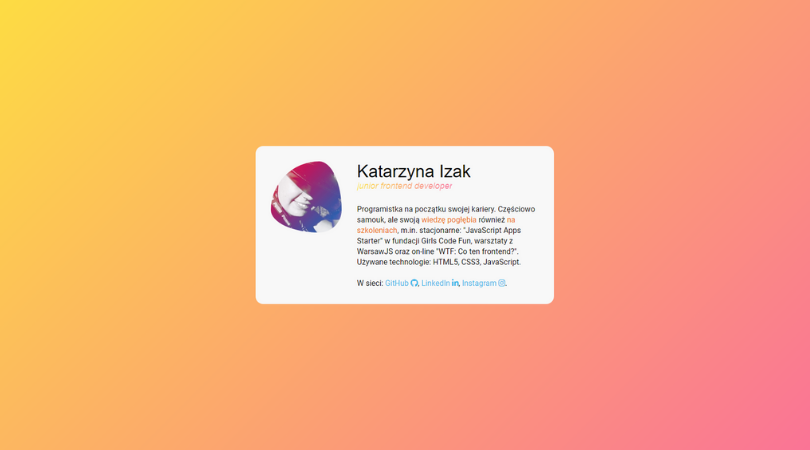 Katarzyna Izak
junior frontend developer
Programistka na początku swojej kariery. Częściowo
samouk, ale swoją wiedzę pogłębia również na
szkoleniach, m.in. stacjonarne: "JavaScript Apps
Starter" w fundacji Girls Code Fun, warsztaty z
WarsawJS oraz on-line "WTF: Co ten frontend?".
Używane technologie: HTML5, CSS3, JavaScript.
W sieci: GitHub, LinkedIn, Instagram.